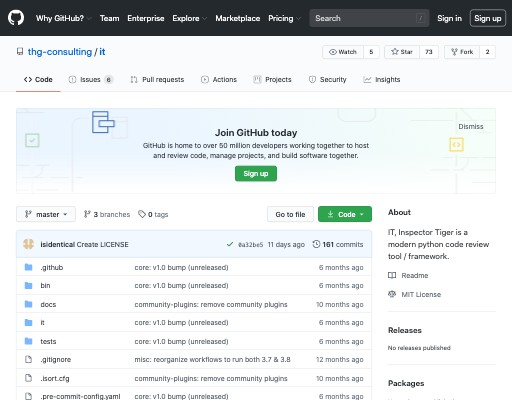 Why GitHub? Team Enterprise Explore Marketplace Pricing Search / Sign in Sign up
thg-consulting / it
Watch 5 Star 73 Fork 2
Code Issues 6 Pull requests Actions Projects Security Insights
Dismiss
Join GitHub today
GitHub is home to over 50 million developers working together to host
and review code, manage projects, and build software together.
Sign up
master 3 branches 0 tags Go to file Code
isidentical Create LICENSE 0a32be5 11 days ago 161 commits
.github core: v1.0 bump (unreleased) 6 months ago
bin core: v1.0 bump (unreleased) 6 months ago
docs community-plugins: remove community plugins 10 months ago
it core: v1.0 bump (unreleased) 6 months ago
tests core: v1.0 bump (unreleased) 6 months ago
.gitignore misc: reorganize workflows to run both 3.7 & 3.8 12 months ago
.isort.cfg community-plugins: remove community plugins 10 months ago
.pre-commit-config.yaml core: v1.0 bump (unreleased) 6 months ago
About
IT, Inspector Tiger is a
modern python code review
tool / framework.
Readme
MIT License
Releases
No releases published
Packages